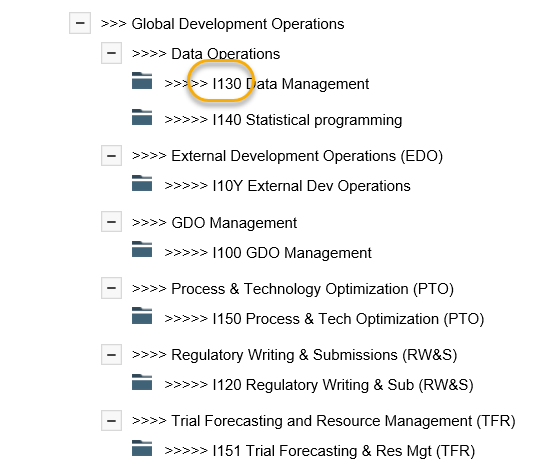 >>> Global Development Operations
>>>> Data Operations
>>>>> I130 Data Management
>>>>> I140 Statistical programming
>>>> External Development Operations (EDO)
>>>>> I10Y External Dev Operations
>>>> GDO Management
>>>>> I100 GDO Management
>>>> Process & Technology Optimization (PTO)
>>>>> I150 Process & Tech Optimization (PTO)
>>>> Regulatory Writing & Submissions (RW&S)
>>>>> I120 Regulatory Writing & Sub (RW&S)
>>>> Trial Forecasting and Resource Management (TFR)
>>>>> I151 Trial Forecasting & Res Mgt (TFR)